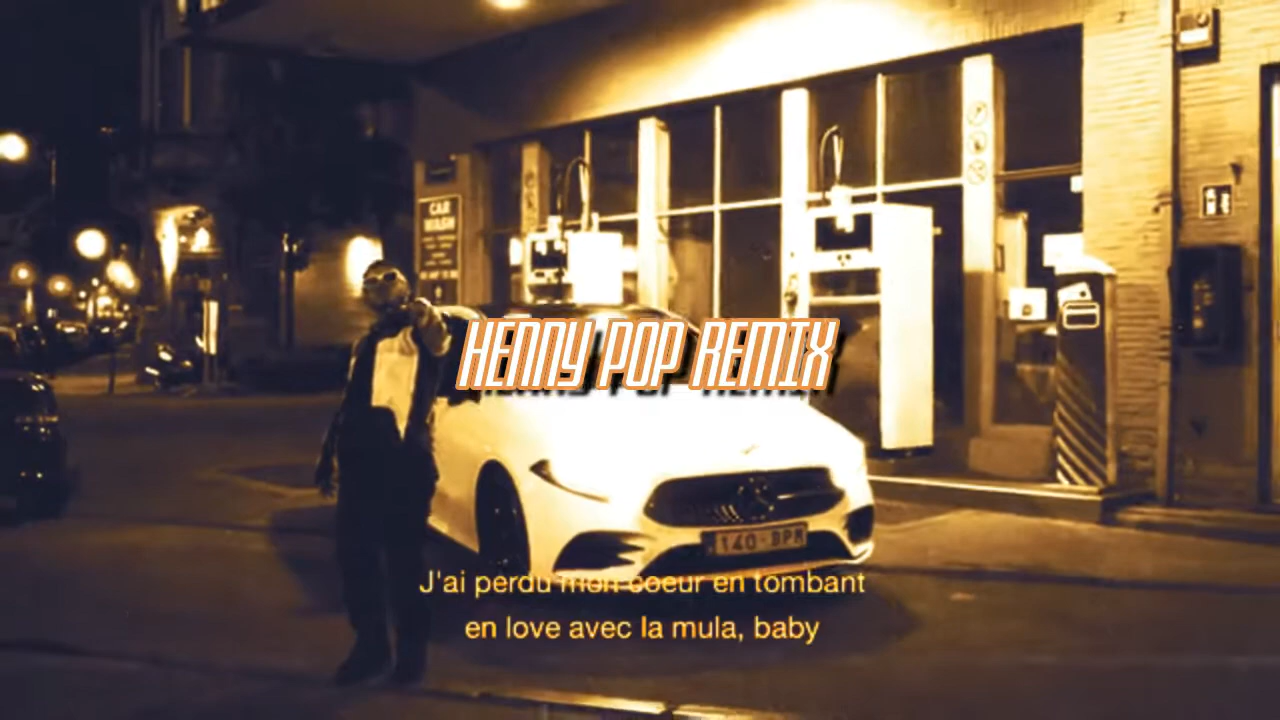 CAR
WASH
HENNY POP REMIX
140-BPR
J'ai perdu mon coeur en tombant
en love avec la mula, baby